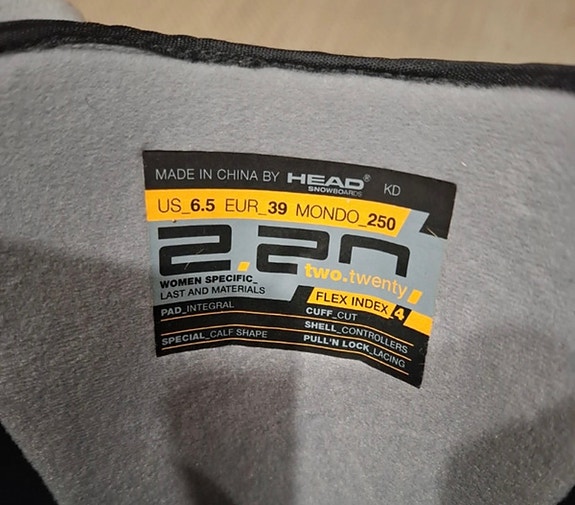 MADE IN CHINA BY HEAD® KD
SNOWBOARDS
US_6.5 EUR_39 MONDO_250
2.20
two.twenty
WOMEN SPECIFIC_
LAST AND MATERIALS
FLEX INDEX 4
PAD_INTEGRAL
CUFF_CUT
SHELL_CONTROLLERS
SPECIAL_CALF SHAPE
PULL'N LOCK_LACING